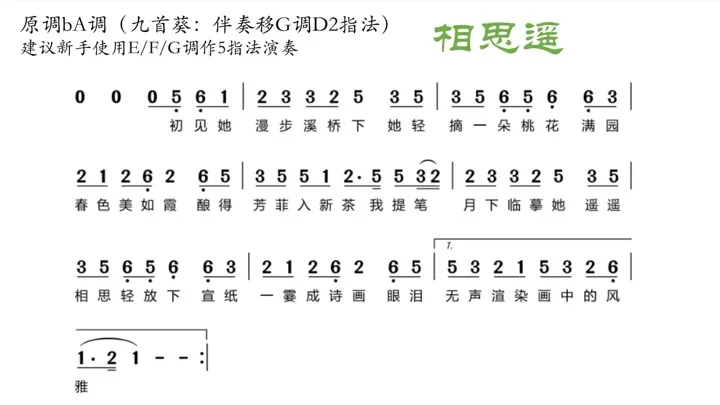 原调bA调（九首葵：伴奏移G调D2指法）
建议新手使用E/F/G调作5指法演奏
相思遥
0 0 0 5 6 1 | 2 3 3 2 5 3 5 | 3 5 6 5 6 6 3 |
初见她 漫步溪桥下 她轻 摘一朵桃花 满园
2 1 2 6 2 6 5 | 3 5 5 1 2· 5 5 3 2 | 2 3 3 2 5 3 5 |
春色美如霞 酿得 芳菲入新茶 我提笔 月下临摹她 遥遥
3 5 6 5 6 6 3 | 2 1 2 6 2 6 5 | 1. 5 3 2 1 5 3 2 6 |
相思轻放下 宣纸 一霎成诗画 眼泪 无声渲染画中的风
1· 2 1 - - :|
雅